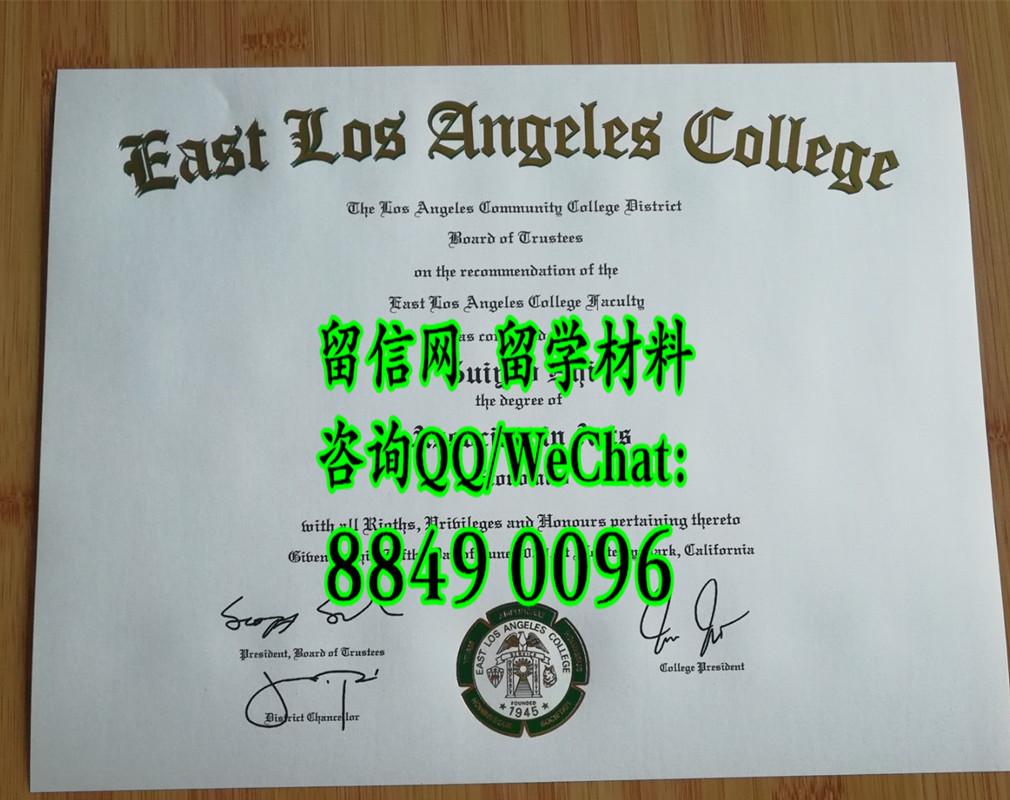 East Los Angeles College
The Los Angeles Community College District
Board of Trustees
on the recommendation of the
East Los Angeles College Faculty
留信网 留学材料
the degree of
咨询QQ/WeChat:
with all Rigths, Privileges and Honours pertaining thereto
Given California
8849 0096
President, Board of Trustees
College President
District Chancellor
EAST LOS ANGELES COLLEGE
SERVICE
FOUNDED
1945